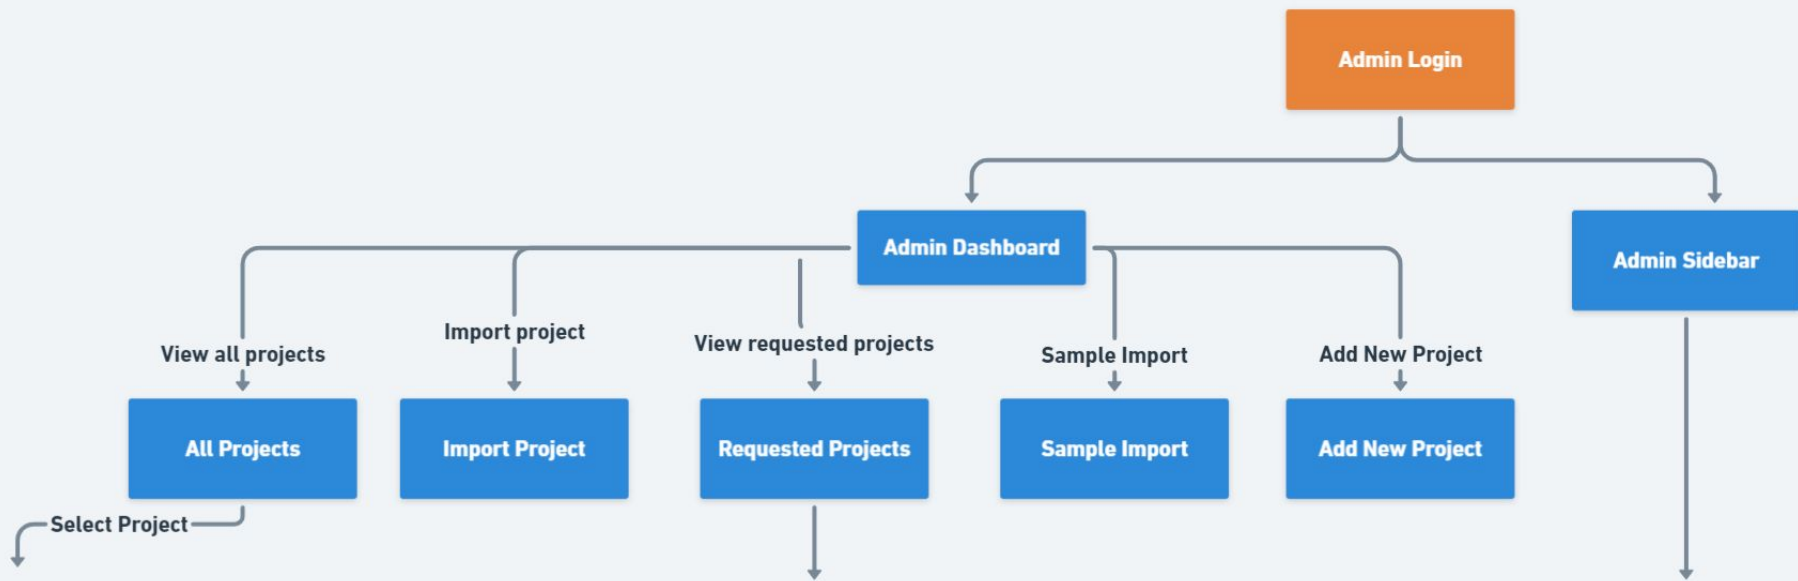 Admin Login
Admin Dashboard
Admin Sidebar
View all projects
Import project
View requested projects
Sample Import
Add New Project
All Projects
Import Project
Requested Projects
Sample Import
Add New Project
Select Project